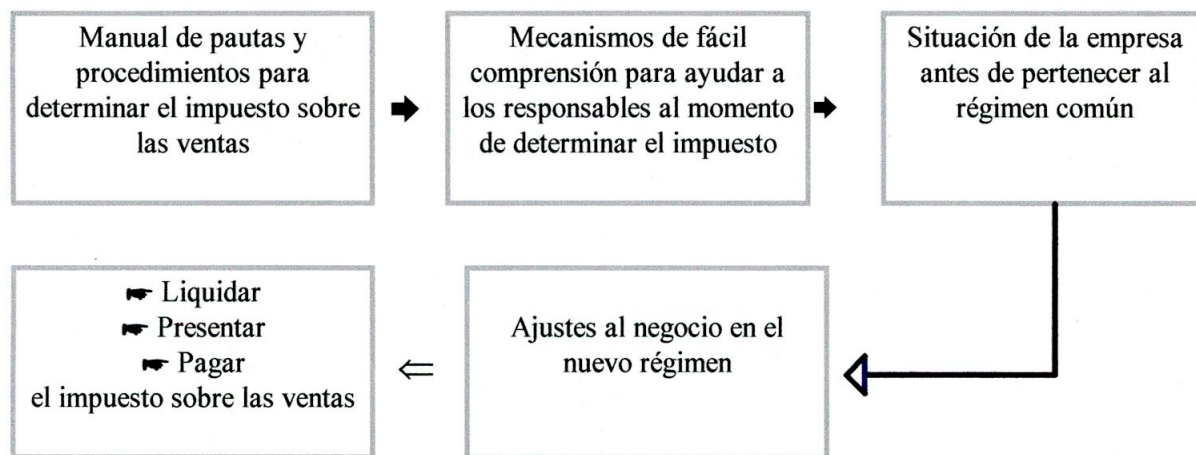 Manual de pautas y
procedimientos para
determinar el impuesto sobre
las ventas
Mecanismos de fácil
comprensión para ayudar a
los responsables al momento
de determinar el impuesto
Situación de la empresa
antes de pertenecer al
régimen común
Ajustes al negocio en el
nuevo régimen
☛ Liquidar
☛ Presentar
☛ Pagar
el impuesto sobre las ventas